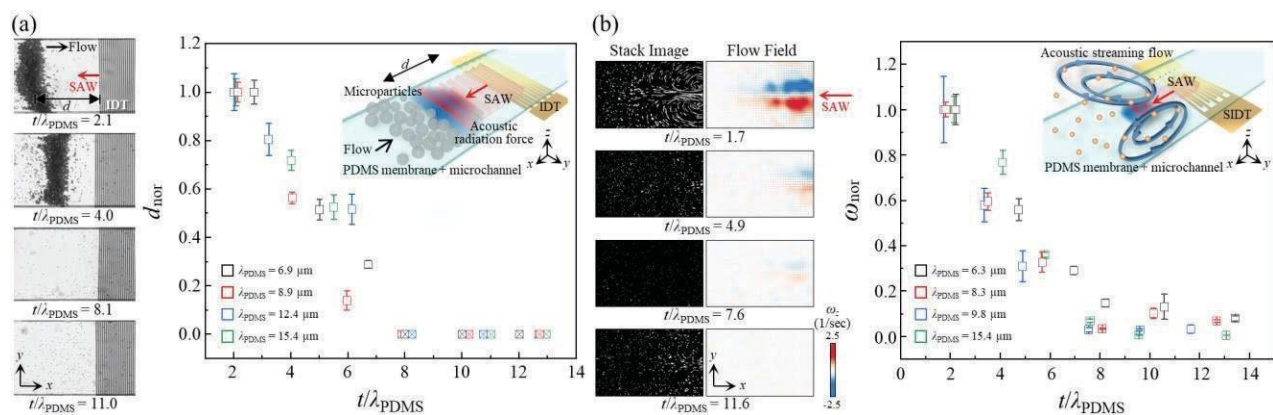 (a)
Flow
SAW
d
IDT
t/λPDMS = 2.1
t/λPDMS = 4.0
t/λPDMS = 8.1
y
x
t/λPDMS = 11.0
dnor
1.2
1.0
0.8
0.6
0.4
0.2
0.0
d
Microparticles
SAW
IDT
Acoustic
radiation force
Flow
PDMS membrane + microchannel
z
x
y
λPDMS = 6.9 µm
λPDMS = 8.9 µm
λPDMS = 12.4 µm
λPDMS = 15.4 µm
2 4 6 8 10 12 14
t/λPDMS
(b)
Stack Image Flow Field
SAW
t/λPDMS = 1.7
t/λPDMS = 4.9
t/λPDMS = 7.6
ωz
(1/sec)
2.5
-2.5
y
x
t/λPDMS = 11.6
ωnor
1.2
1.0
0.8
0.6
0.4
0.2
0.0
Acoustic streaming flow
SAW
SIDT
PDMS membrane + microchannel
z
x
y
λPDMS = 6.3 µm
λPDMS = 8.3 µm
λPDMS = 9.8 µm
λPDMS = 15.4 µm
0 2 4 6 8 10 12 14
t/λPDMS